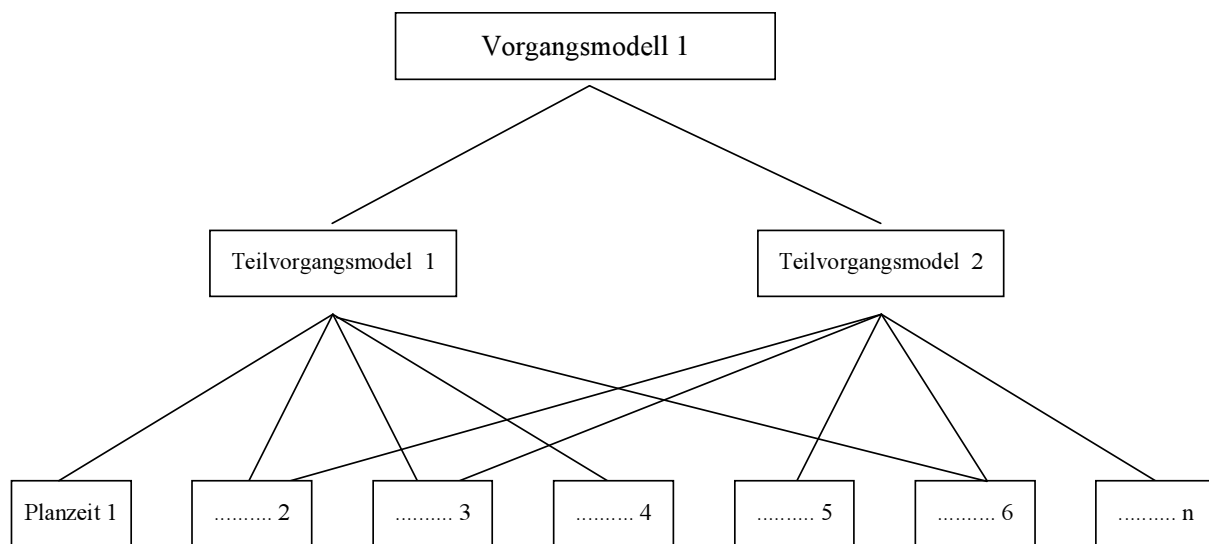 Vorgangsmodell 1
Teilvorgangsmodel 1
Teilvorgangsmodel 2
Planzeit 1
.......... 2
.......... 3
.......... 4
.......... 5
.......... 6
.......... n